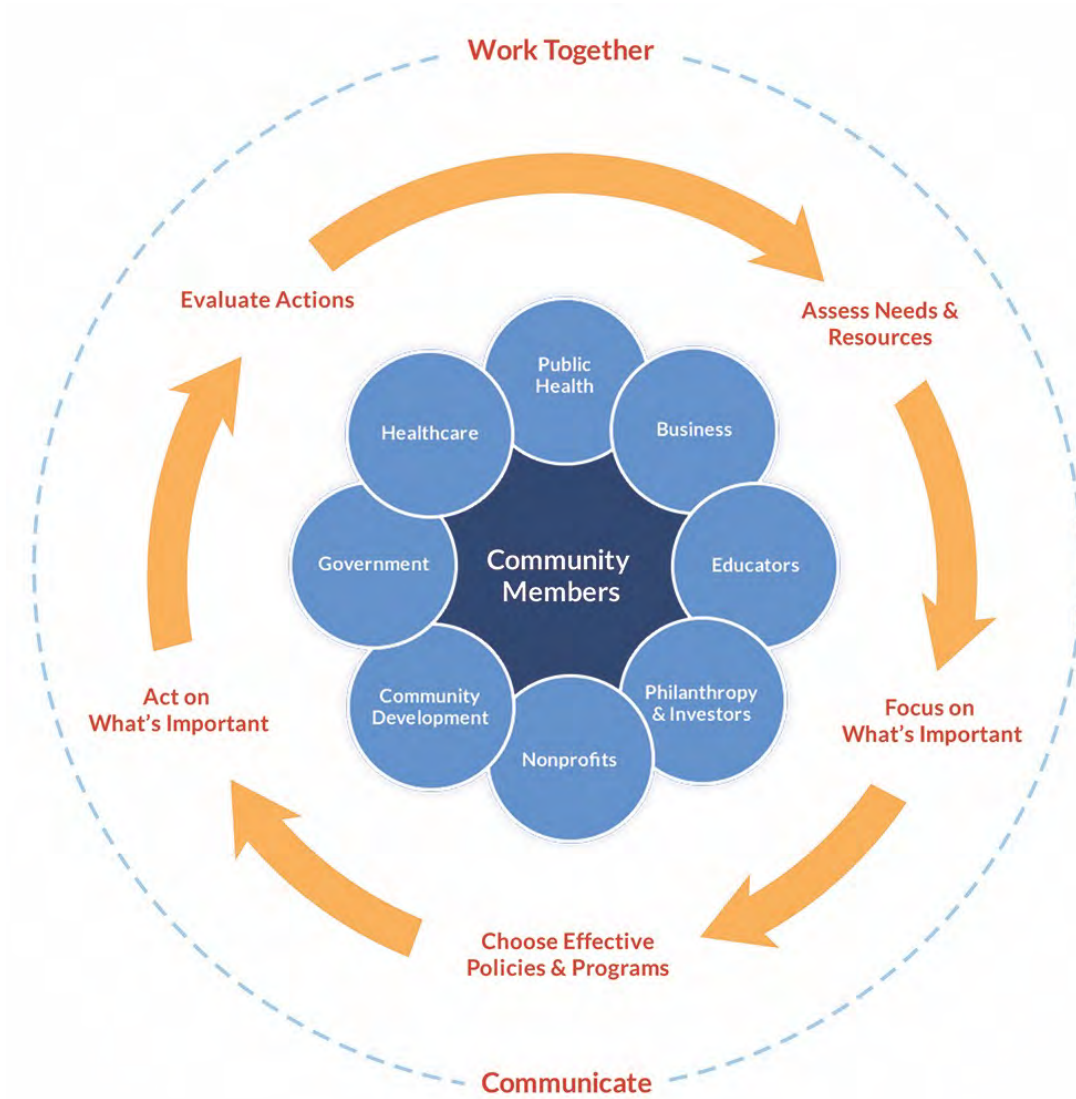 Work Together
Evaluate Actions
Assess Needs &
Resources
Public
Health
Healthcare
Business
Government
Community
Members
Educators
Community
Development
Philanthropy
& Investors
Nonprofits
Act on
What’s Important
Focus on
What’s Important
Choose Effective
Policies & Programs
Communicate